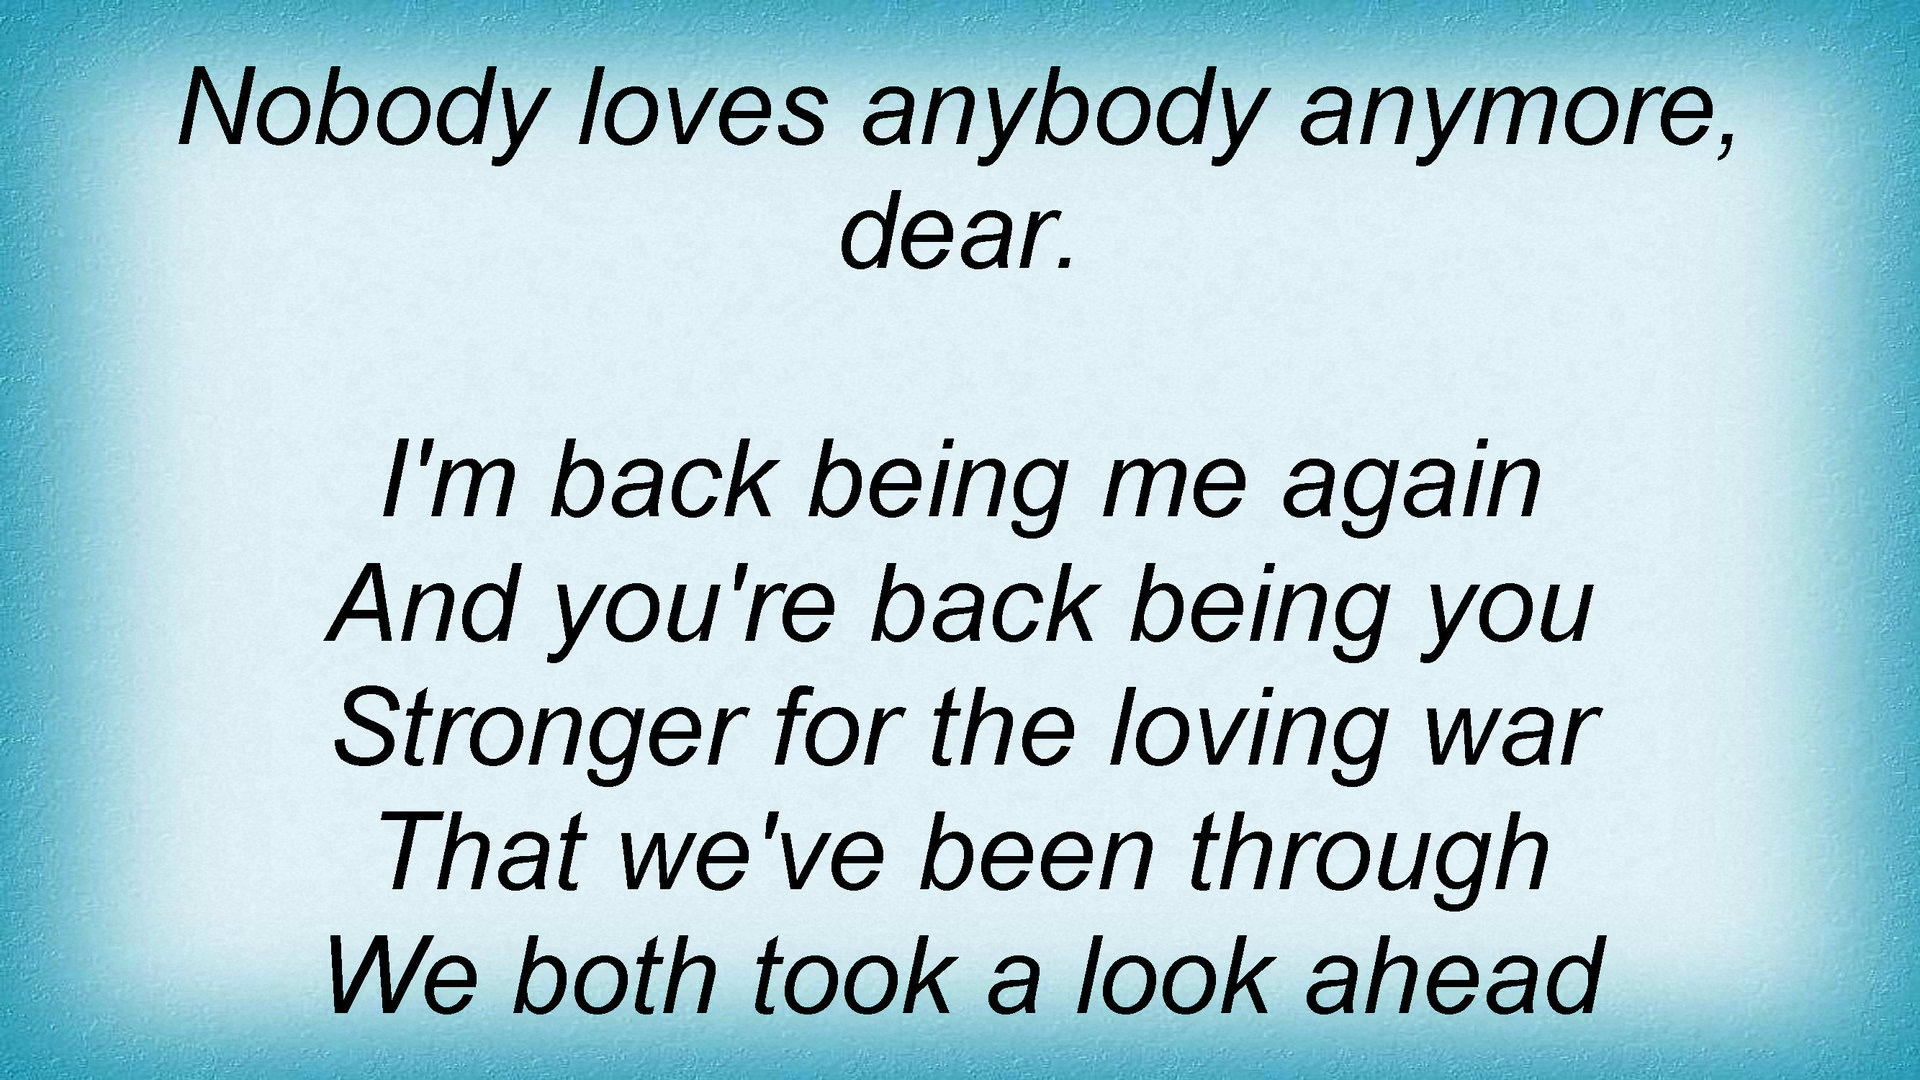 Nobody loves anybody anymore,
dear.
I'm back being me again
And you're back being you
Stronger for the loving war
That we've been through
We both took a look ahead